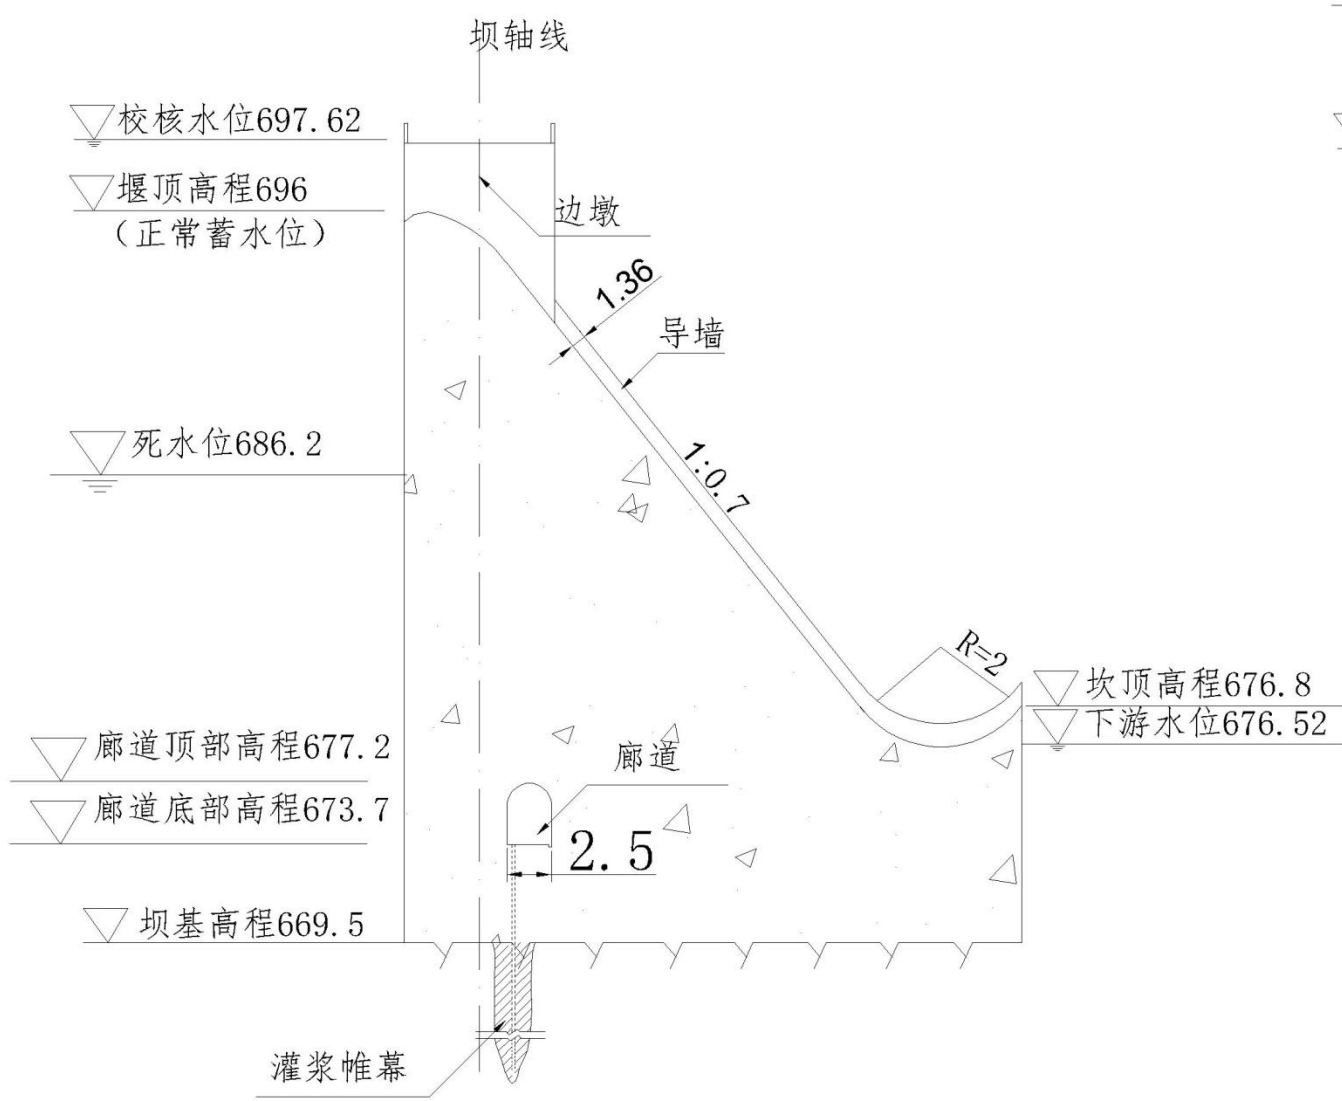 坝轴线
校核水位697.62
堰顶高程696
（正常蓄水位）
边墩
1.36
导墙
死水位686.2
1:0.7
R=2
坎顶高程676.8
下游水位676.52
廊道顶部高程677.2
廊道
廊道底部高程673.7
2.5
坝基高程669.5
灌浆帷幕